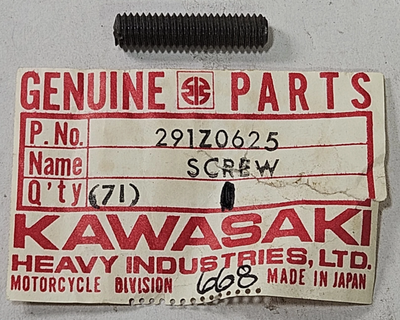 GENUINE PARTS
P.No. 291Z0625
Name SCREW
Q'ty (71) 1
KAWASAKI
HEAVY INDUSTRIES, LTD.
MOTORCYCLE DIVISION 668 MADE IN JAPAN